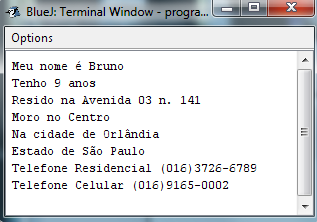 BlueJ: Terminal Window - progra...
Options
Meu nome é Bruno
Tenho 9 anos
Resido na Avenida 03 n. 141
Moro no Centro
Na cidade de Orlândia
Estado de São Paulo
Telefone Residencial (016)3726-6789
Telefone Celular (016)9165-0002